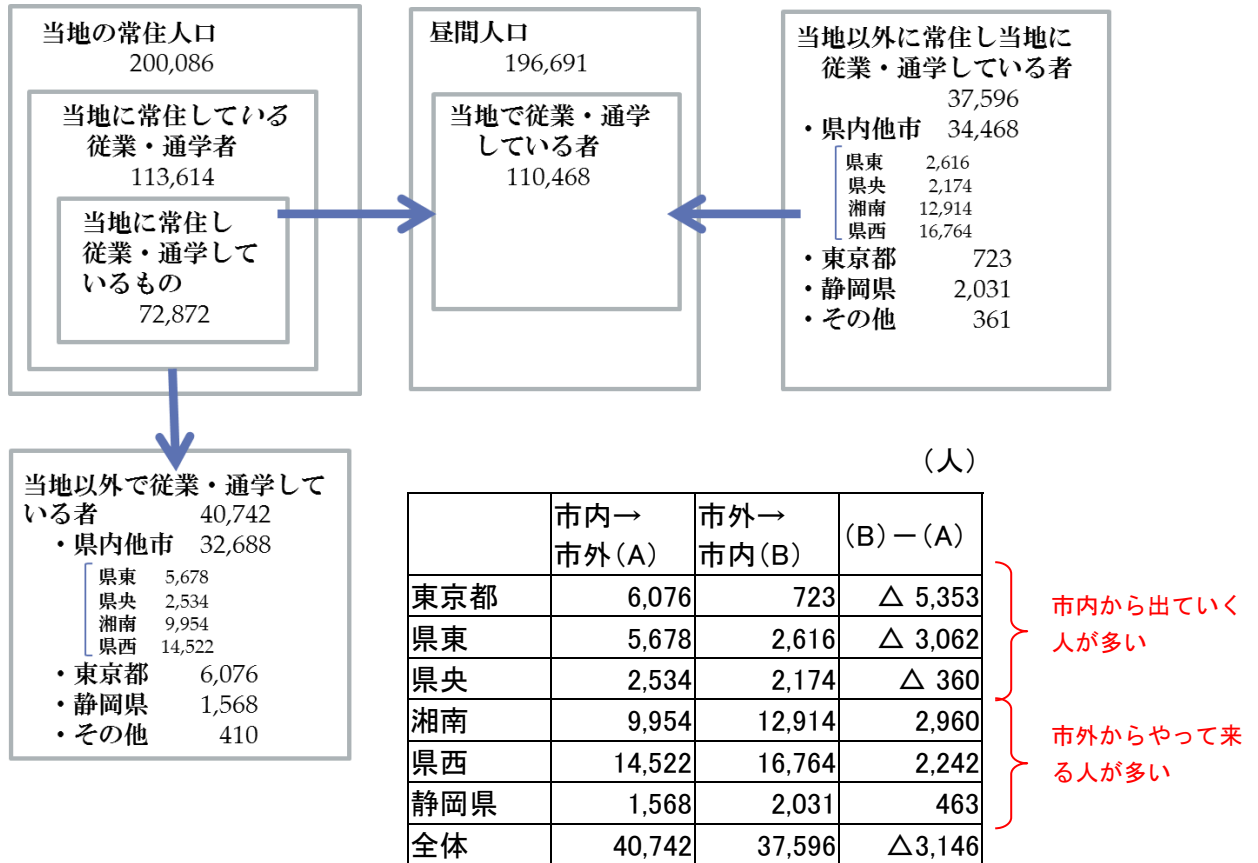 当地の常住人口
200,086
当地に常住している
従業・通学者
113,614
当地に常住し
従業・通学して
いるもの
72,872
昼間人口
196,691
当地で従業・通学
している者
110,468
当地以外に常住し当地に
従業・通学している者
37,596
・県内他市 34,468
県東 2,616
県央 2,174
湘南 12,914
県西 16,764
・東京都 723
・静岡県 2,031
・その他 361
当地以外で従業・通学して
いる者 40,742
・県内他市 32,688
県東 5,678
県央 2,534
湘南 9,954
県西 14,522
・東京都 6,076
・静岡県 1,568
・その他 410
（人）
市内→ 市外→ (B)－(A)
市外(A) 市内(B)
東京都 6,076 723 △ 5,353
県東 5,678 2,616 △ 3,062
県央 2,534 2,174 △ 360
湘南 9,954 12,914 2,960
県西 14,522 16,764 2,242
静岡県 1,568 2,031 463
全体 40,742 37,596 △3,146
市内から出ていく
人が多い
市外からやって来
る人が多い